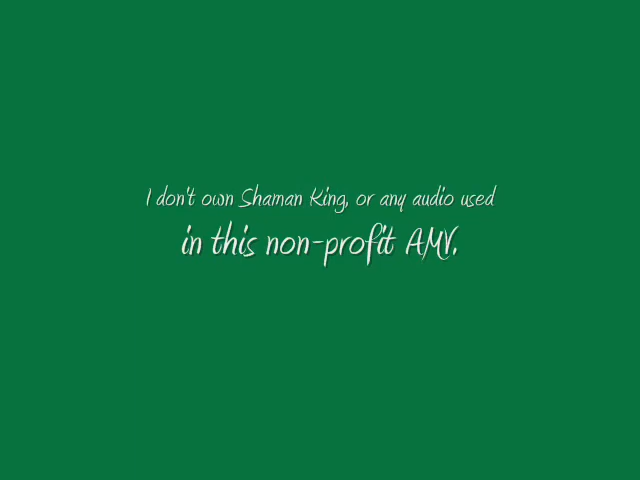 I don't own Shaman King, or any audio used
in this non-profit AMV.